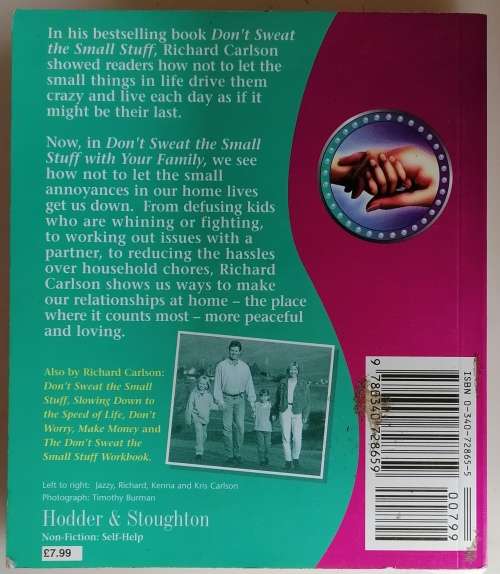 In his bestselling book Don't Sweat
the Small Stuff, Richard Carlson
showed readers how not to let the
small things in life drive them
crazy and live each day as if it
might be their last.
Now, in Don't Sweat the Small
Stuff with Your Family, we see
how not to let the small
annoyances in our home lives
get us down. From defusing kids
who are whining or fighting,
to working out issues with a
partner, to reducing the hassles
over household chores, Richard
Carlson shows us ways to make
our relationships at home – the place
where it counts most – more peaceful
and loving.
Also by Richard Carlson:
Don't Sweat the Small
Stuff, Slowing Down to
the Speed of Life, Don't
Worry, Make Money and
The Don't Sweat the
Small Stuff Workbook.
Left to right: Jazzy, Richard, Kenna and Kris Carlson
Photograph: Timothy Burman
Hodder & Stoughton
Non-Fiction: Self-Help
£7.99
ISBN 0-340-72865-5
9 780340 728659
00799